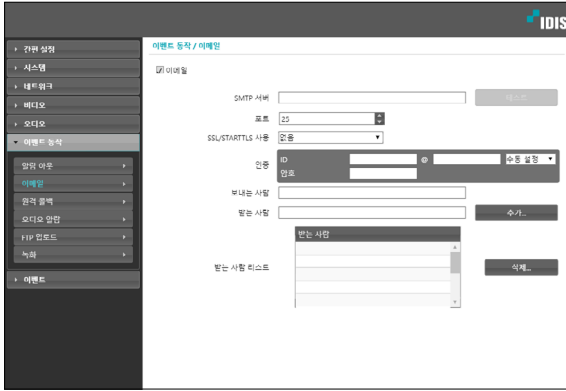 IDIS
간편 설정
시스템
네트워크
비디오
오디오
이벤트 동작
알람 아웃
이메일
원격 콜백
오디오 알람
FTP 업로드
녹화
이벤트
이벤트 동작 / 이메일
이메일
SMTP 서버
테스트
포트 25
SSL/STARTTLS 사용 없음
인증 ID @ 수동 설정
암호
보내는 사람
받는 사람 추가...
받는 사람
받는 사람 리스트 삭제...